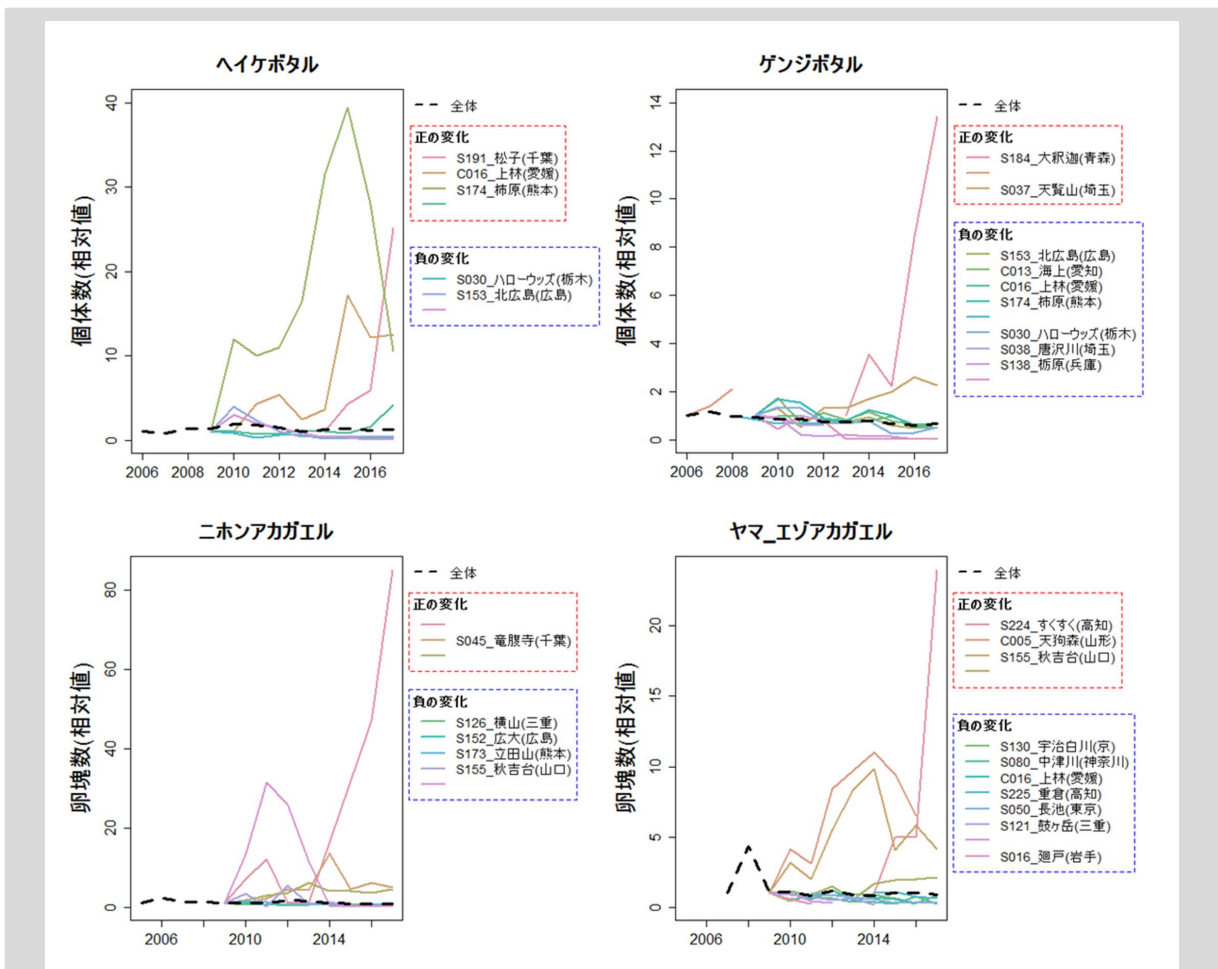 ヘイケボタル
個体数(相対値)
40
30
20
10
0
2006 2008 2010 2012 2014 2016
全体
正の変化
S191_松子(千葉)
C016_上林(愛媛)
S174_柿原(熊本)
負の変化
S030_ハローウッズ(栃木)
S153_北広島(広島)
ゲンジボタル
個体数(相対値)
14
12
10
8
6
4
2
0
2006 2008 2010 2012 2014 2016
全体
正の変化
S184_大釈迦(青森)
S037_天覧山(埼玉)
負の変化
S153_北広島(広島)
C013_海上(愛知)
C016_上林(愛媛)
S174_柿原(熊本)
S030_ハローウッズ(栃木)
S038_唐沢川(埼玉)
S138_栃原(兵庫)
ニホンアカガエル
卵塊数(相対値)
80
60
40
20
0
2006 2010 2014
全体
正の変化
S045_竜腹寺(千葉)
負の変化
S126_横山(三重)
S152_広大(広島)
S173_立田山(熊本)
S155_秋吉台(山口)
ヤマ_エゾアカガエル
卵塊数(相対値)
20
15
10
5
0
2006 2010 2014
全体
正の変化
S224_すくすく(高知)
C005_天狗森(山形)
S155_秋吉台(山口)
負の変化
S130_宇治白川(京)
S080_中津川(神奈川)
C016_上林(愛媛)
S225_重倉(高知)
S050_長池(東京)
S121_鼓ヶ岳(三重)
S016_廻戸(岩手)